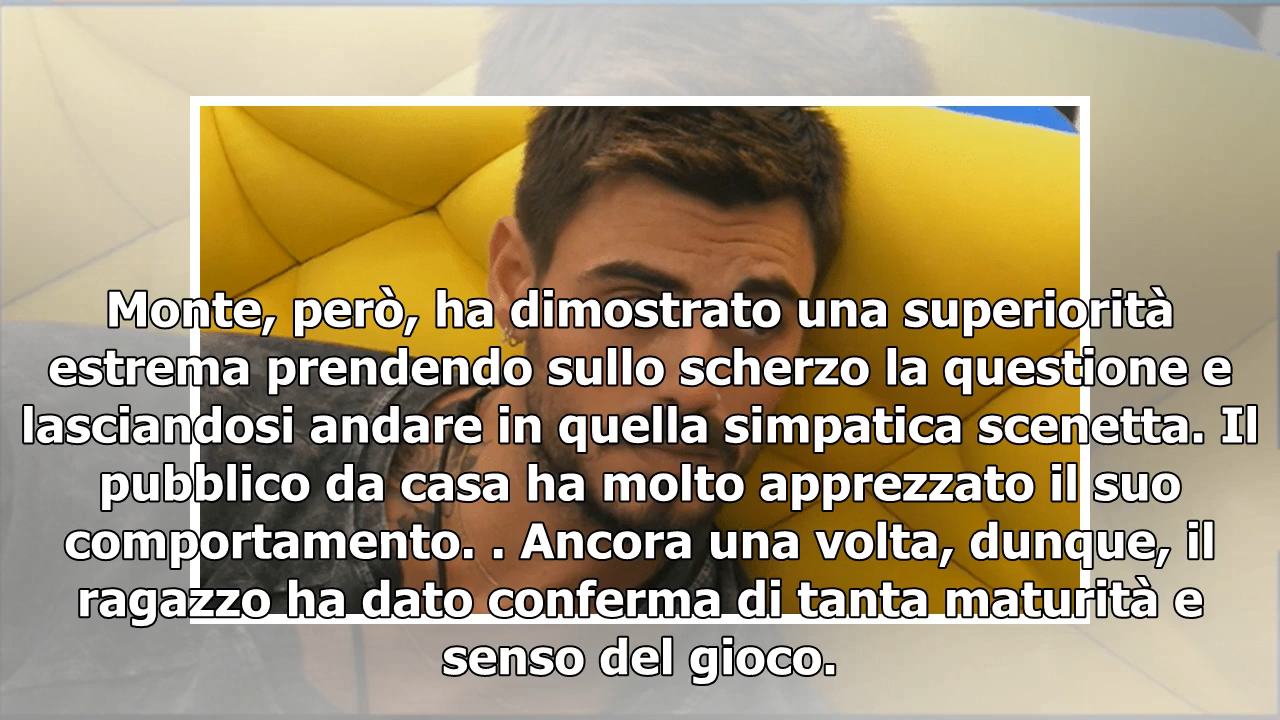 Monte, però, ha dimostrato una superiorità
estrema prendendo sullo scherzo la questione e
lasciandosi andare in quella simpatica scenetta. Il
pubblico da casa ha molto apprezzato il suo
comportamento. . Ancora una volta, dunque, il
ragazzo ha dato conferma di tanta maturità e
senso del gioco.